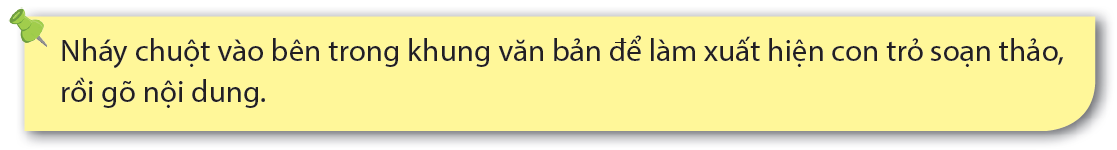 Nháy chuột vào bên trong khung văn bản để làm xuất hiện con trỏ soạn thảo,
rồi gõ nội dung.